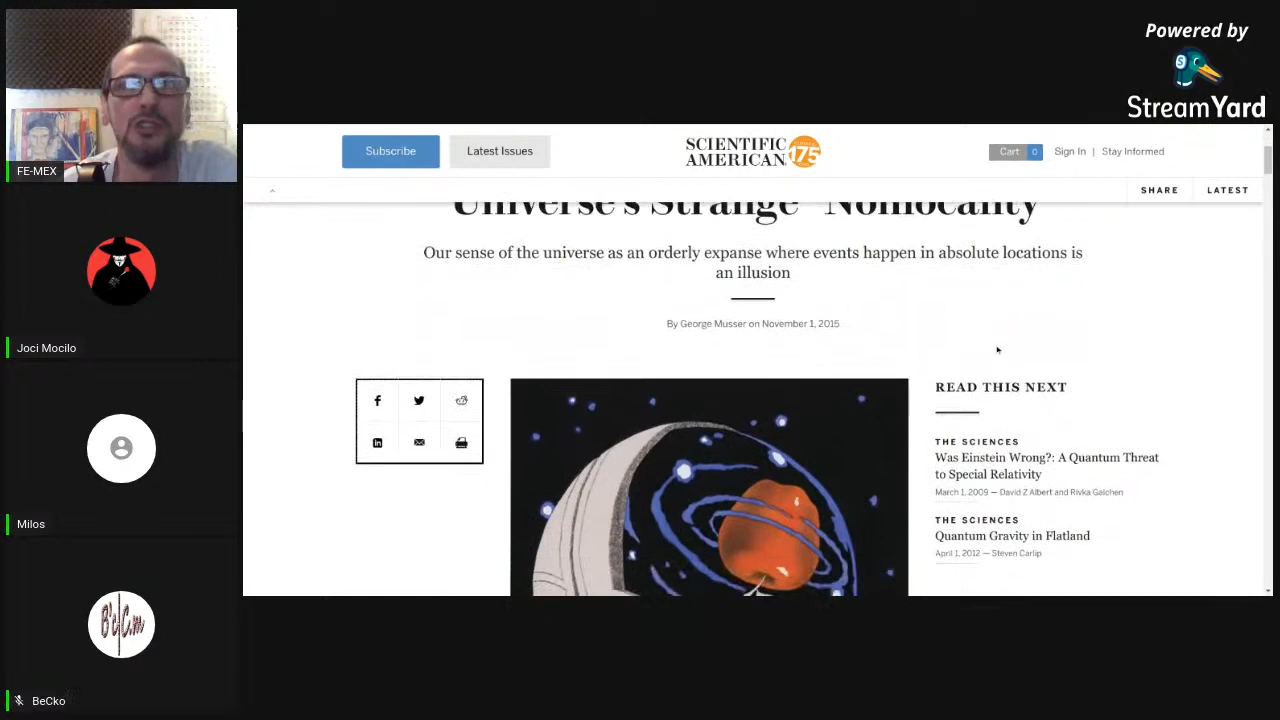 Powered by
StreamYard
FE-MEX
Joci Mocilo
Milos
BeCko
Subscribe
Latest Issues
SCIENTIFIC
AMERICAN
175
Cart 0
Sign In | Stay Informed
SHARE
LATEST
Universe's Strange "Nonlocality"
Our sense of the universe as an orderly expanse where events happen in absolute locations is
an illusion
By George Musser on November 1, 2015
READ THIS NEXT
THE SCIENCES
Was Einstein Wrong?: A Quantum Threat
to Special Relativity
March 1, 2009 — David Z Albert and Rivka Galchen
THE SCIENCES
Quantum Gravity in Flatland
April 1, 2012 — Steven Carlip